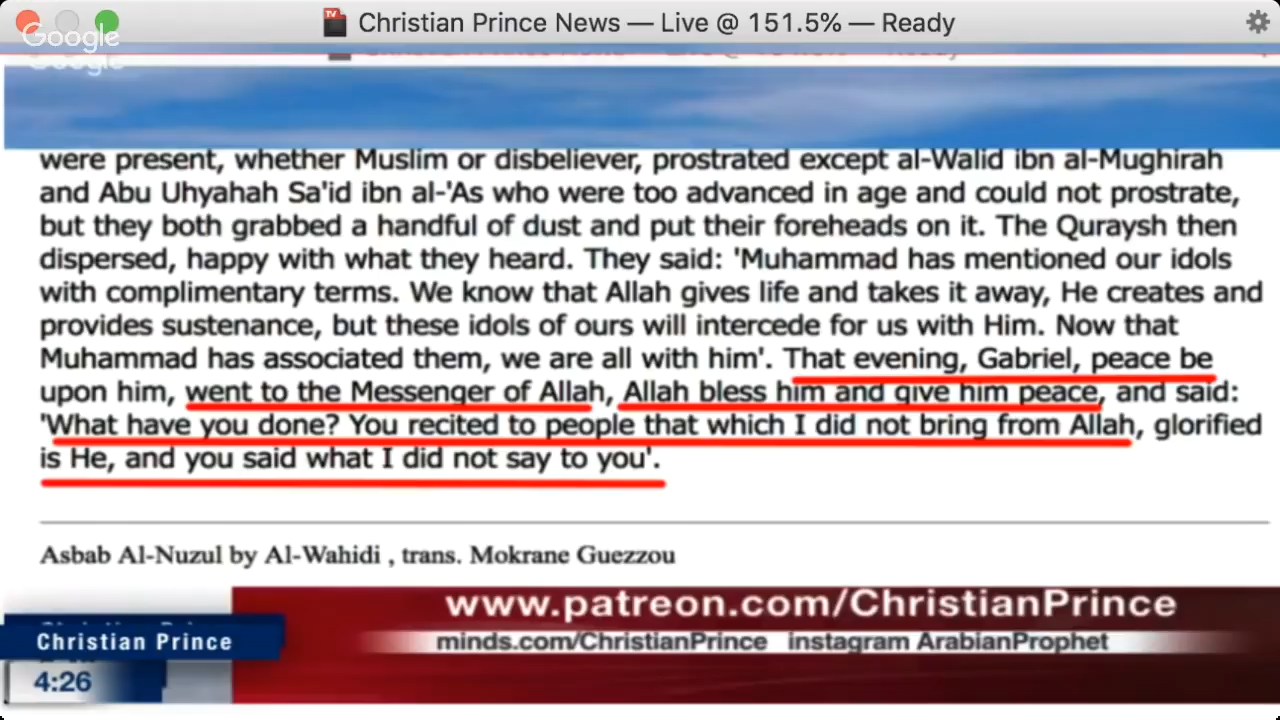 Christian Prince News — Live @ 151.5% — Ready
Google
Google
were present, whether Muslim or disbeliever, prostrated except al-Walid ibn al-Mughirah
and Abu Uhyahah Sa'id ibn al-'As who were too advanced in age and could not prostrate,
but they both grabbed a handful of dust and put their foreheads on it. The Quraysh then
dispersed, happy with what they heard. They said: 'Muhammad has mentioned our idols
with complimentary terms. We know that Allah gives life and takes it away, He creates and
provides sustenance, but these idols of ours will intercede for us with Him. Now that
Muhammad has associated them, we are all with him'. That evening, Gabriel, peace be
upon him, went to the Messenger of Allah, Allah bless him and give him peace, and said:
'What have you done? You recited to people that which I did not bring from Allah, glorified
is He, and you said what I did not say to you'.
Asbab Al-Nuzul by Al-Wahidi , trans. Mokrane Guezzou
www.patreon.com/ChristianPrince
Christian Prince
minds.com/ChristianPrince instagram ArabianProphet
4:26